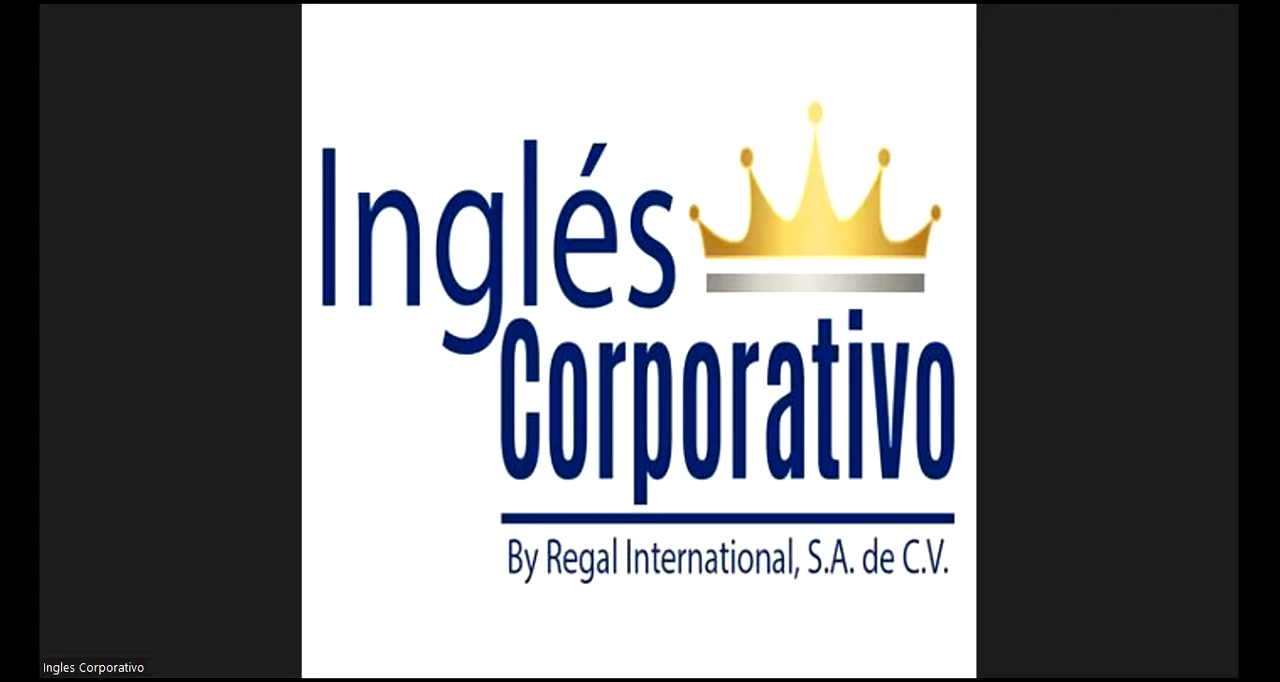 Inglés
Corporativo
By Regal International, S.A. de C.V.
Ingles Corporativo